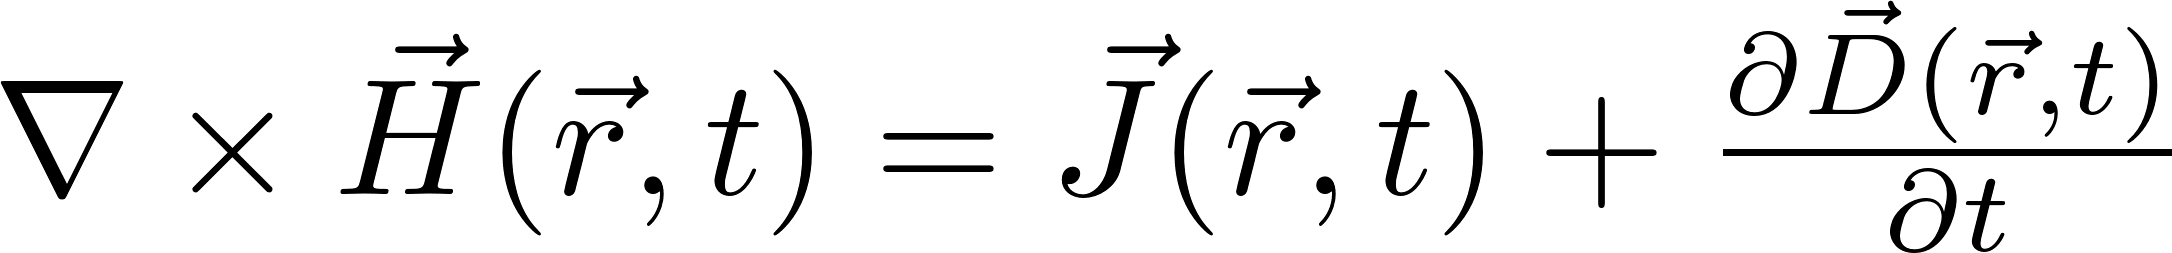 ∇ × H⃗(r⃗, t) = J⃗(r⃗, t) + ∂D⃗(r⃗,t)/∂t